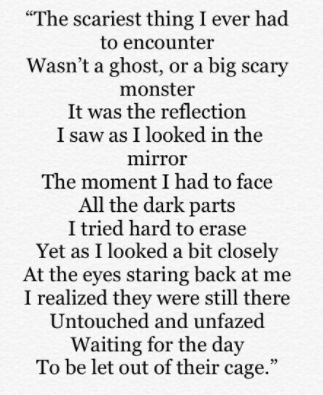 “The scariest thing I ever had
to encounter
Wasn’t a ghost, or a big scary
monster
It was the reflection
I saw as I looked in the
mirror
The moment I had to face
All the dark parts
I tried hard to erase
Yet as I looked a bit closely
At the eyes staring back at me
I realized they were still there
Untouched and unfazed
Waiting for the day
To be let out of their cage.”